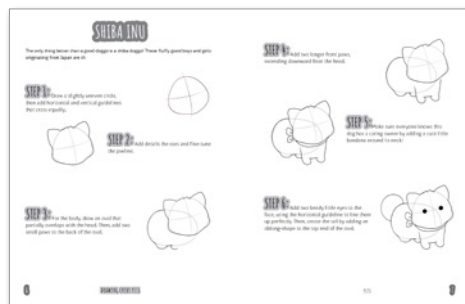 SHIBA INU
The only thing better than a good doggo is a shiba doggo! These fluffy good boys and girls
originating from Japan are
STEP 1: Draw a slightly uneven circle,
then add horizontal and vertical guidelines
that cross equally.
STEP 2: Add details the ears and fine-tune
the jawline.
STEP 3: For the body, draw an oval that
partially overlaps with the head. Then, add two
small paws to the back of the oval.
DRAWING CUTE PETS
STEP 4: Add two longer front paws,
extending downward from the head.
STEP 5: Make sure everyone knows this
dog has a caring owner by adding a cute little
bandana around its neck!
STEP 6: Add two beady little eyes to the
face, using the horizontal guideline to line them
up perfectly. Then, create the tail by adding an
oblong shape to the top end of the oval.